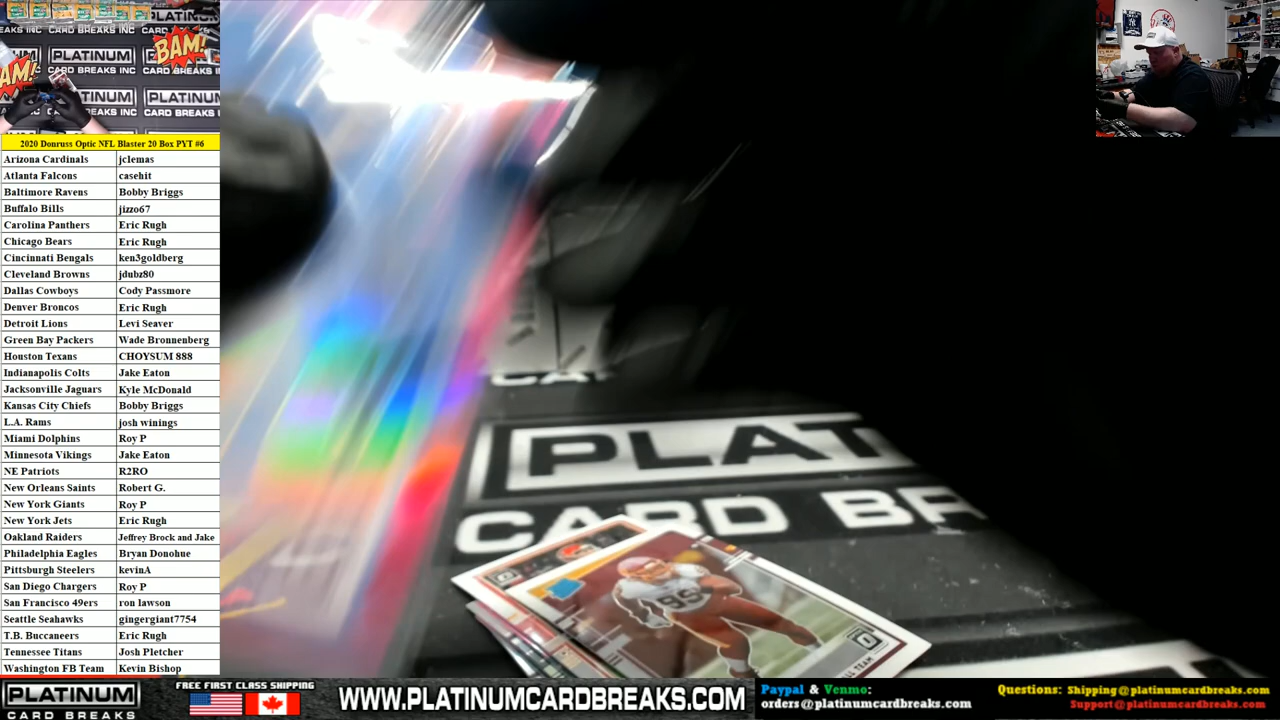 PLATINUM
CARD BREAKS INC
BAM!
BAM!
2020 Donruss Optic NFL Blaster 20 Box PYT #6
Arizona Cardinals jclemas
Atlanta Falcons casehit
Baltimore Ravens Bobby Briggs
Buffalo Bills jizzo67
Carolina Panthers Eric Rugh
Chicago Bears Eric Rugh
Cincinnati Bengals ken3goldberg
Cleveland Browns jdubz80
Dallas Cowboys Cody Passmore
Denver Broncos Eric Rugh
Detroit Lions Levi Seaver
Green Bay Packers Wade Bronnenberg
Houston Texans CHOYSUM 888
Indianapolis Colts Jake Eaton
Jacksonville Jaguars Kyle McDonald
Kansas City Chiefs Bobby Briggs
L.A. Rams josh winings
Miami Dolphins Roy P
Minnesota Vikings Jake Eaton
NE Patriots R2RO
New Orleans Saints Robert G.
New York Giants Roy P
New York Jets Eric Rugh
Oakland Raiders Jeffrey Brock and Jake
Philadelphia Eagles Bryan Donohue
Pittsburgh Steelers kevinA
San Diego Chargers Roy P
San Francisco 49ers ron lawson
Seattle Seahawks gingergiant7754
T.B. Buccaneers Eric Rugh
Tennessee Titans Josh Pletcher
Washington FB Team Kevin Bishop
PLAT
CARD BR
99
TEAM
PLATINUM
CARD BREAKS
FREE FIRST CLASS SHIPPING
WWW.PLATINUMCARDBREAKS.COM
Paypal & Venmo:
orders@platinumcardbreaks.com
Questions: Shipping@platinumcardbreaks.com
Support@platinumcardbreaks.com